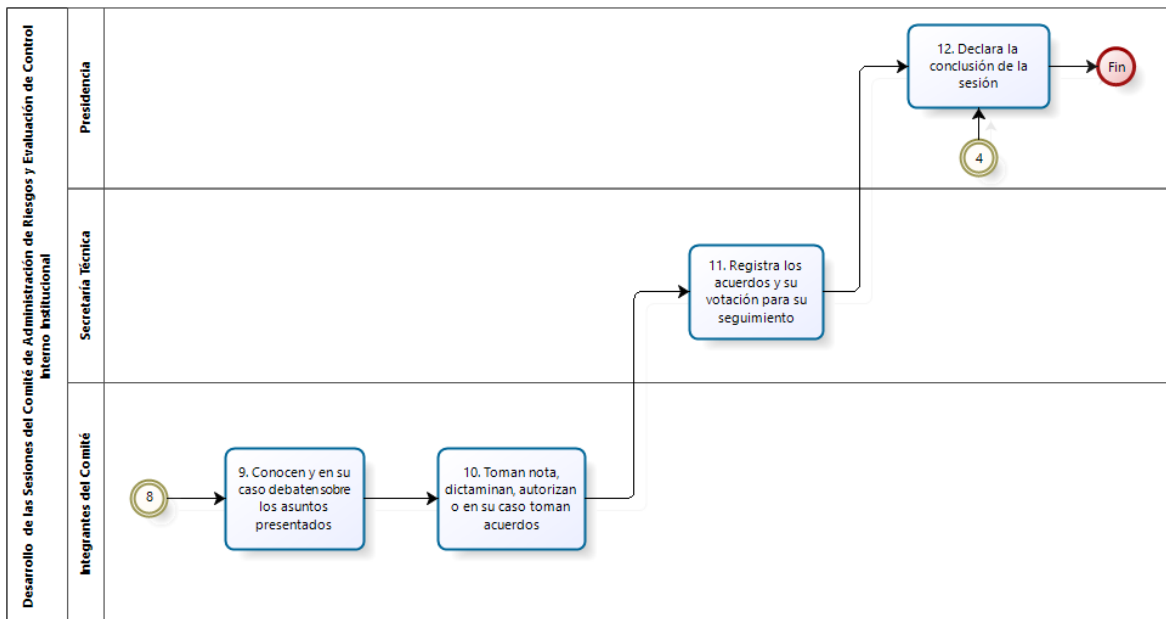 Desarrollo de las Sesiones del Comité de Administración de Riesgos y Evaluación de Control
Interno Institucional
Presidencia
12. Declara la
conclusión de la
sesión
Fin
4
Secretaría Técnica
11. Registra los
acuerdos y su
votación para su
seguimiento
Integrantes del Comité
8
9. Conocen y en su
caso debaten sobre
los asuntos
presentados
10. Toman nota,
dictaminan, autorizan
o en su caso toman
acuerdos